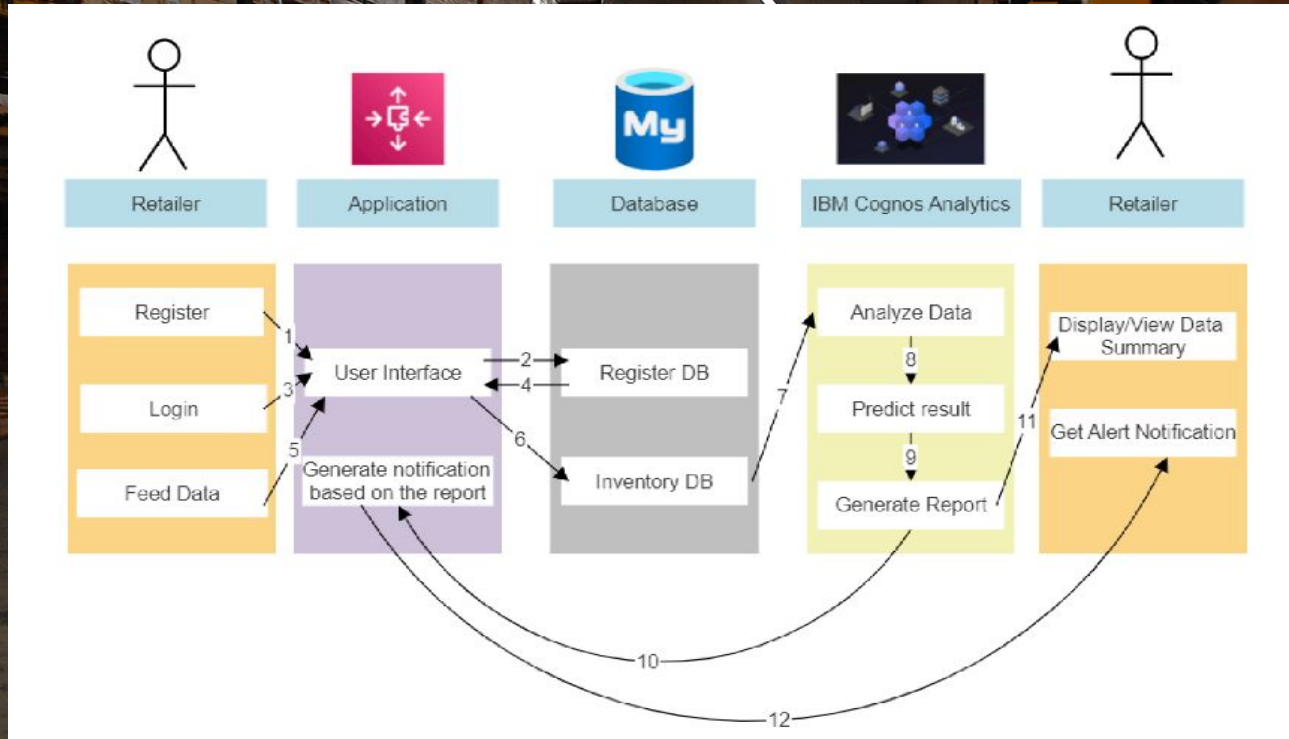 My
Retailer
Application
Database
IBM Cognos Analytics
Retailer
Register
1
Login
3
Feed Data
5
User Interface
2
4
6
Generate notification
based on the report
Register DB
Inventory DB
7
Analyze Data
8
Predict result
9
Generate Report
11
Display/View Data
Summary
Get Alert Notification
10
12